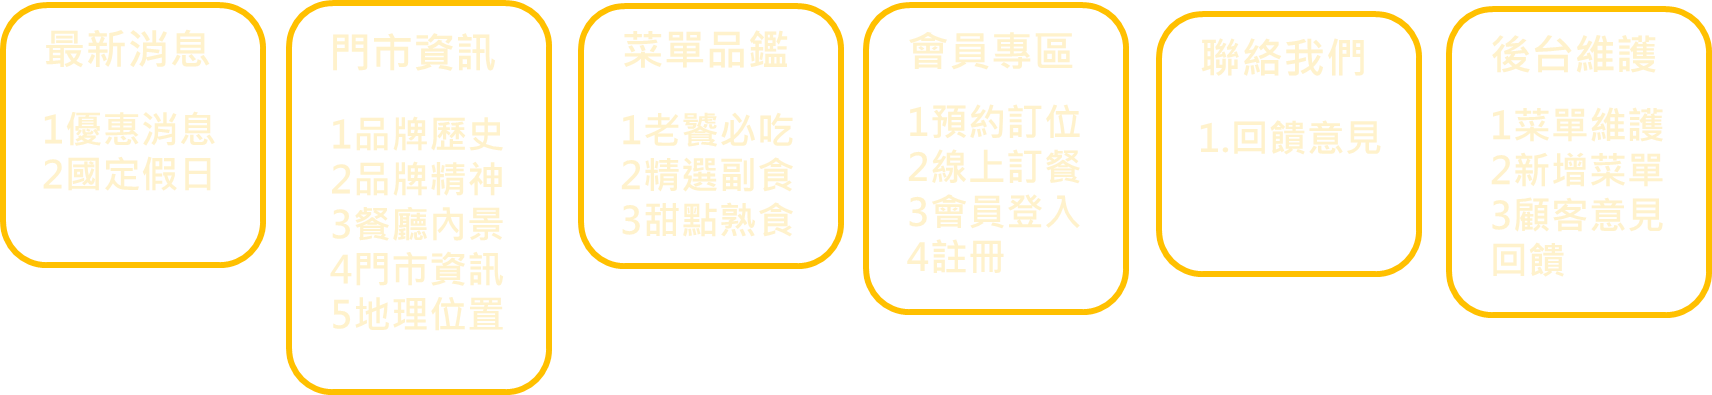 最新消息
1優惠消息
2國定假日
門市資訊
1品牌歷史
2品牌精神
3餐廳內景
4門市資訊
5地理位置
菜單品鑑
1老饕必吃
2精選副食
3甜點熟食
會員專區
1預約訂位
2線上訂餐
3會員登入
4註冊
聯絡我們
1.回饋意見
後台維護
1菜單維護
2新增菜單
3顧客意見
回饋